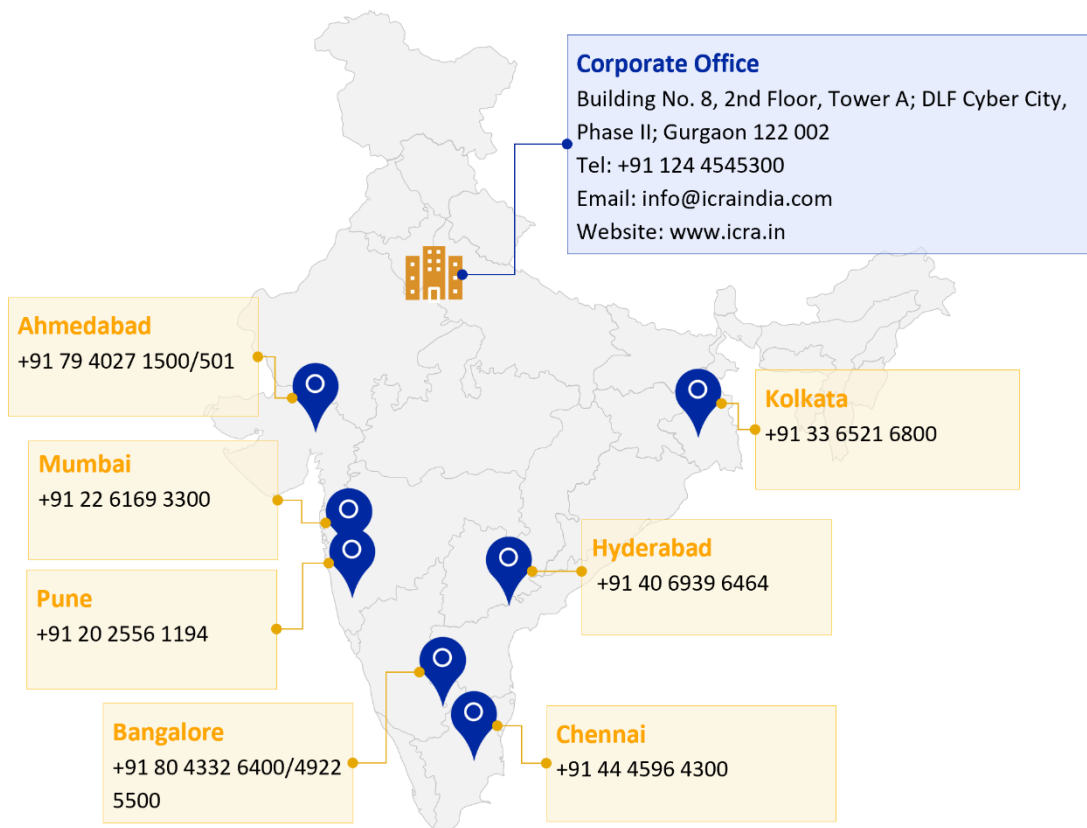 Corporate Office
Building No. 8, 2nd Floor, Tower A; DLF Cyber City,
Phase II; Gurgaon 122 002
Tel: +91 124 4545300
Email: info@icraindia.com
Website: www.icra.in
Ahmedabad
+91 79 4027 1500/501
Kolkata
+91 33 6521 6800
Mumbai
+91 22 6169 3300
Hyderabad
+91 40 6939 6464
Pune
+91 20 2556 1194
Bangalore
+91 80 4332 6400/4922
5500
Chennai
+91 44 4596 4300